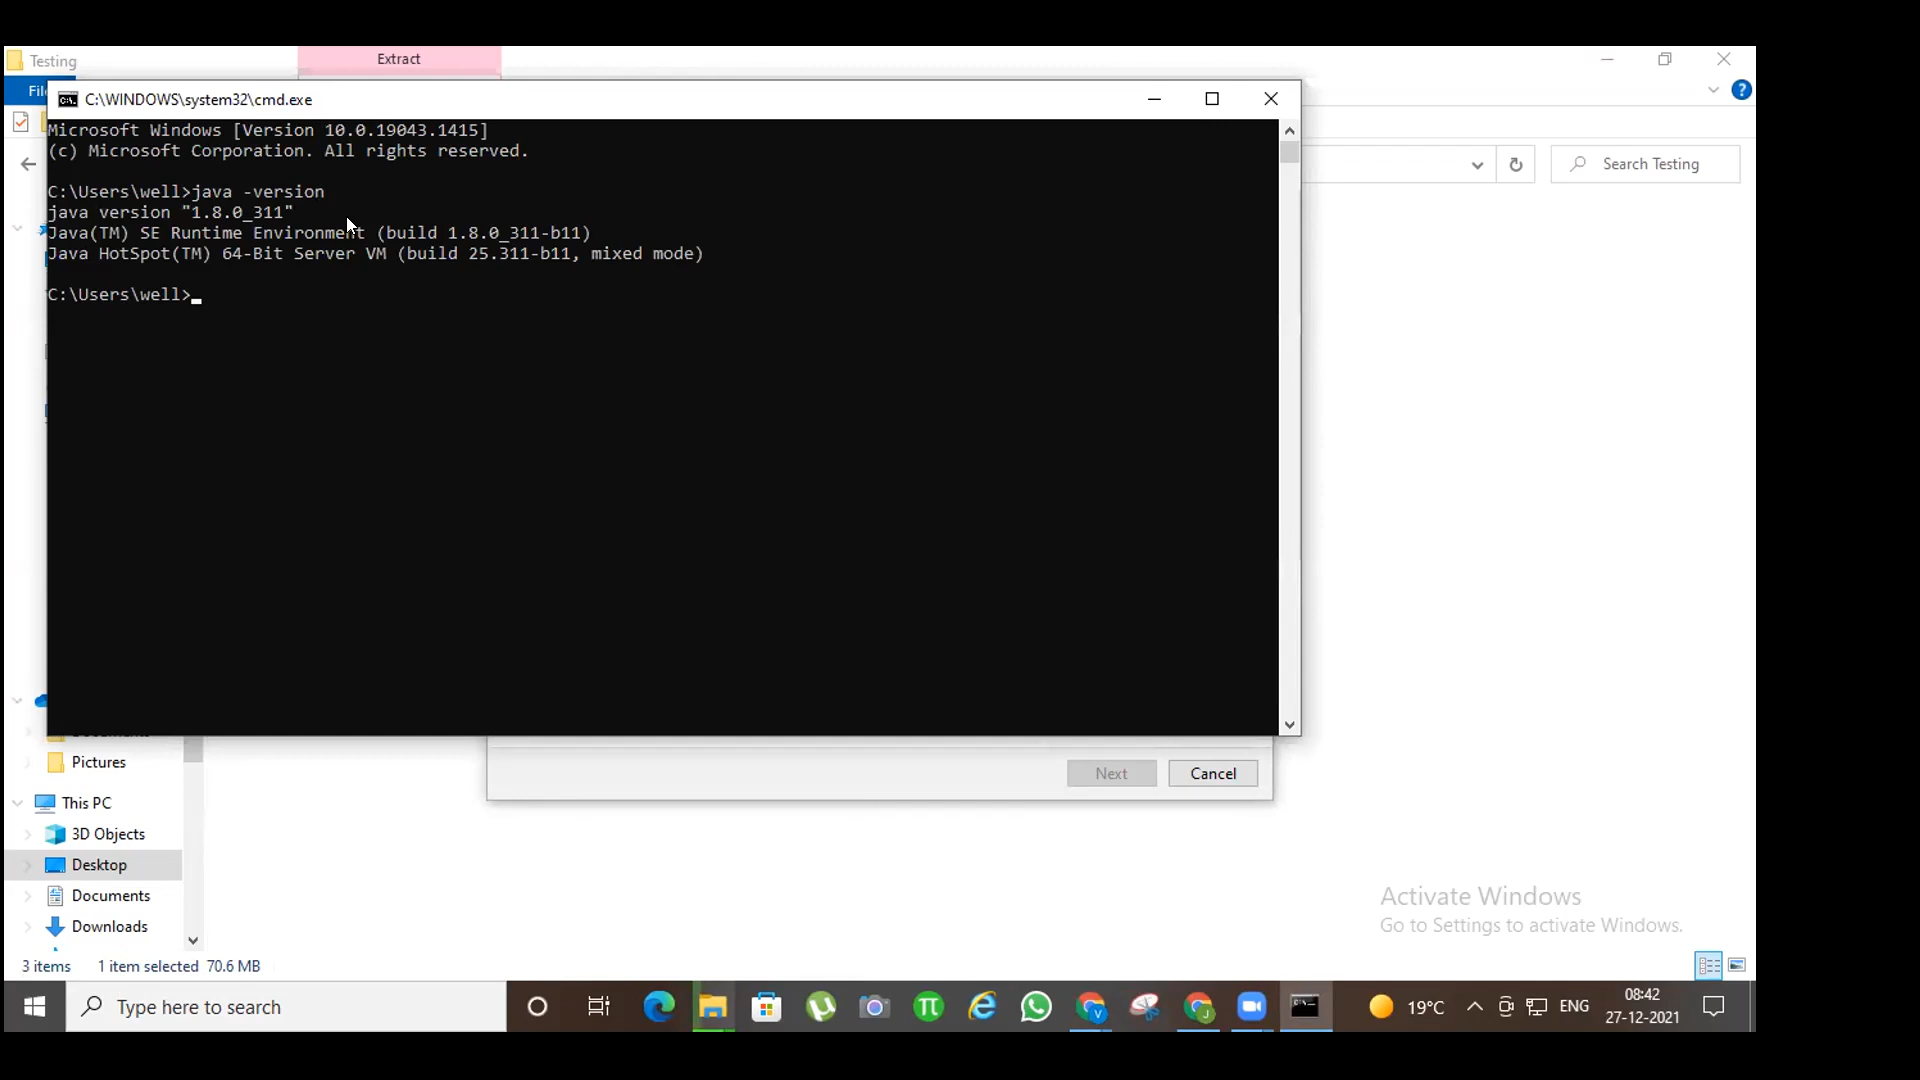 Testing
Extract
C:\WINDOWS\system32\cmd.exe
Microsoft Windows [Version 10.0.19043.1415]
(c) Microsoft Corporation. All rights reserved.
Search Testing
C:\Users\well>java -version
java version "1.8.0_311"
Java(TM) SE Runtime Environment (build 1.8.0_311-b11)
Java HotSpot(TM) 64-Bit Server VM (build 25.311-b11, mixed mode)
C:\Users\well>
Pictures
Next
Cancel
This PC
3D Objects
Desktop
Documents
Downloads
Activate Windows
Go to Settings to activate Windows.
3 items
1 item selected 70.6 MB
Type here to search
19°C
ENG
08:42
27-12-2021